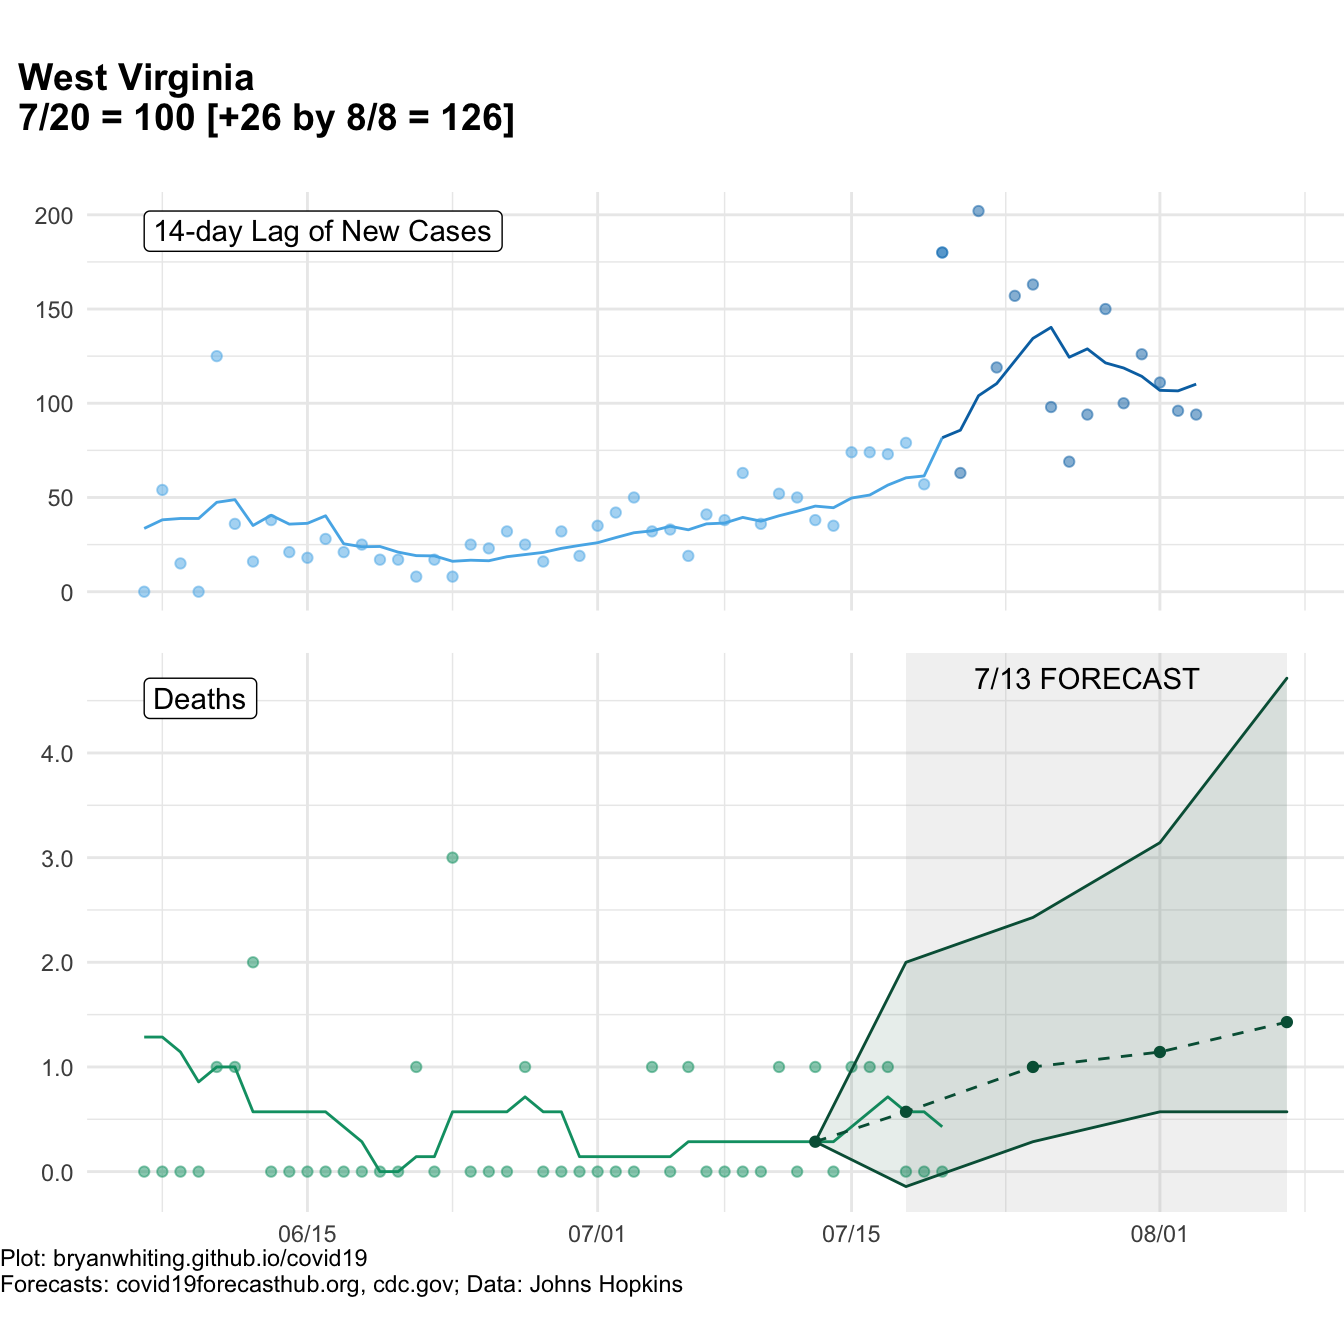 West Virginia
7/20 = 100 [+26 by 8/8 = 126]
14-day Lag of New Cases
200
150
100
50
0
7/13 FORECAST
Deaths
4.0
3.0
2.0
1.0
0.0
06/15
07/01
07/15
08/01
Plot: bryanwhiting.github.io/covid19
Forecasts: covid19forecasthub.org, cdc.gov; Data: Johns Hopkins